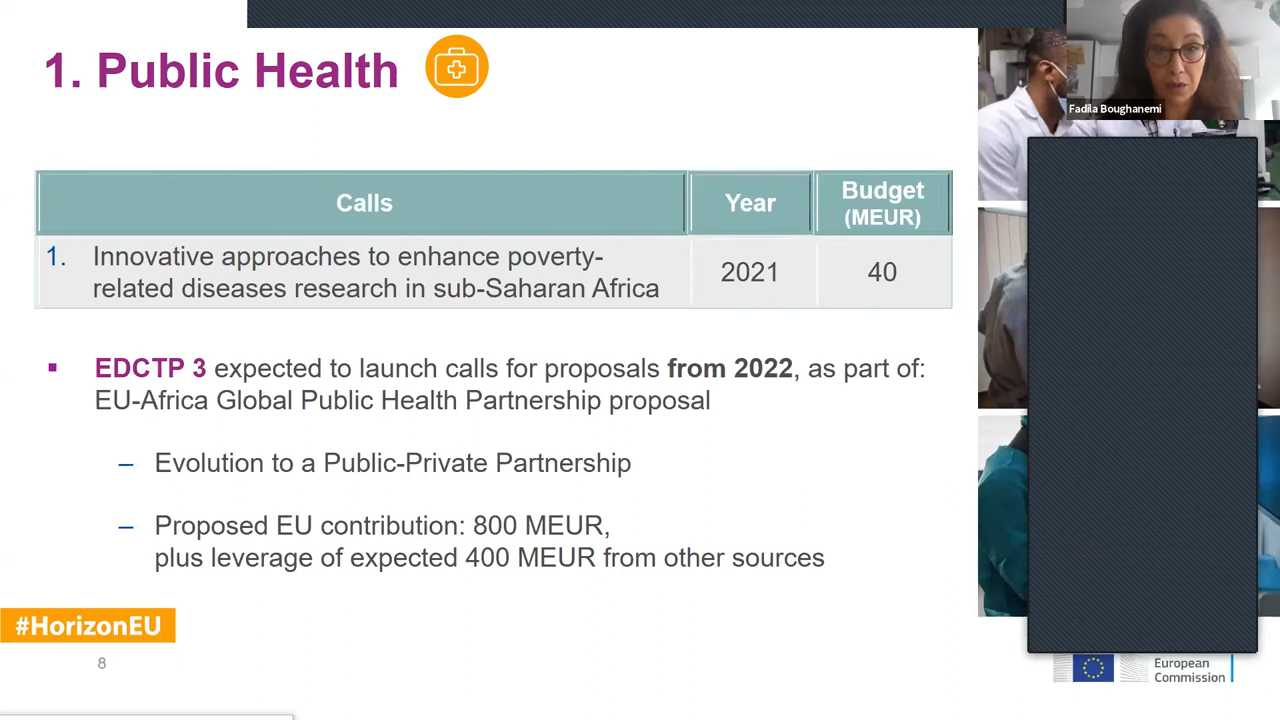 1. Public Health
Fadila Boughanemi
Calls
Year
Budget
(MEUR)
1. Innovative approaches to enhance poverty-
related diseases research in sub-Saharan Africa
2021
40
▪ EDCTP 3 expected to launch calls for proposals from 2022, as part of:
EU-Africa Global Public Health Partnership proposal
– Evolution to a Public-Private Partnership
– Proposed EU contribution: 800 MEUR,
plus leverage of expected 400 MEUR from other sources
#HorizonEU
8
European
Commission